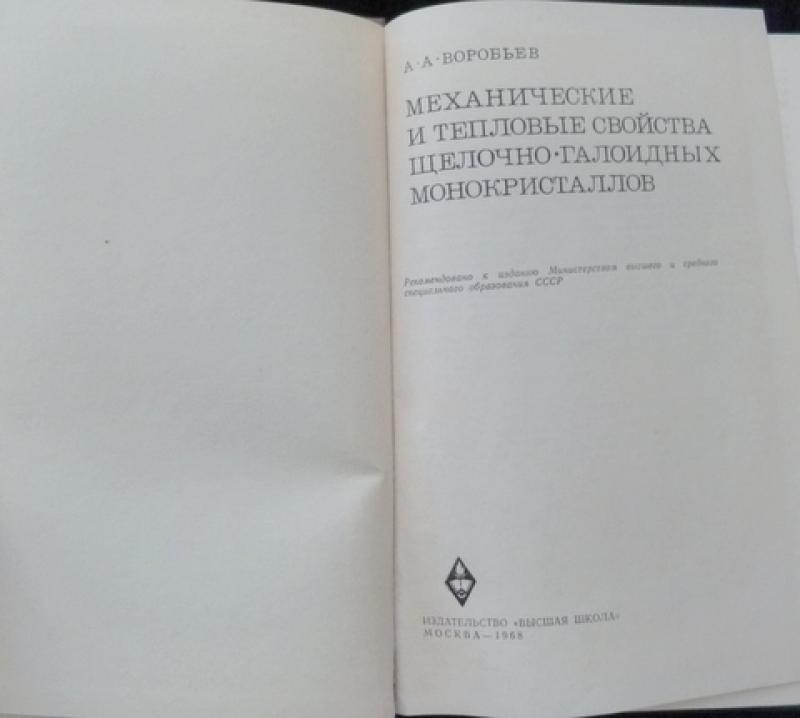 А·А·ВОРОБЬЕВ
МЕХАНИЧЕСКИЕ
И ТЕПЛОВЫЕ СВОЙСТВА
ЩЕЛОЧНО·ГАЛОИДНЫХ
МОНОКРИСТАЛЛОВ
Рекомендовано к изданию Министерством высшего и среднего
специального образования СССР
ИЗДАТЕЛЬСТВО «ВЫСШАЯ ШКОЛА»
МОСКВА—1968